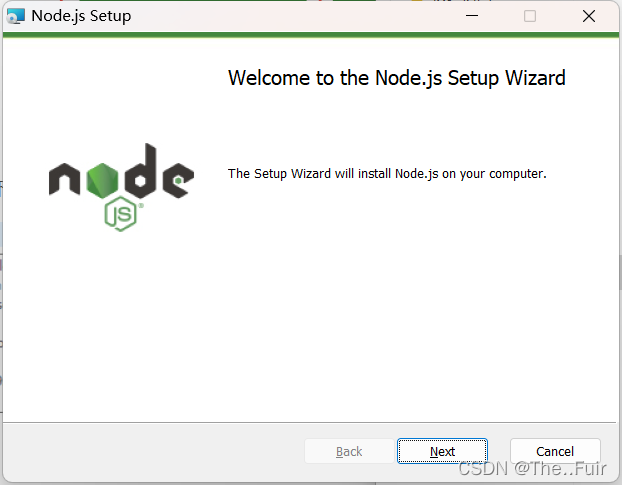 Node.js Setup
Welcome to the Node.js Setup Wizard
node
JS
The Setup Wizard will install Node.js on your computer.
Back
Next
Cancel
CSDN @The..Fuir